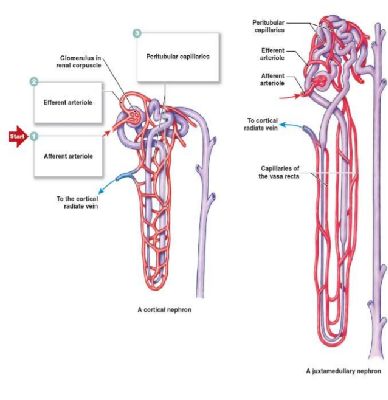 3
Peritubular capillaries
Glomerulus in
renal corpuscle
2
Efferent arteriole
Start
1
Afferent arteriole
To the cortical
radiate vein
A cortical nephron
Peritubular
capillaries
Efferent
arteriole
Afferent
arteriole
To cortical
radiate vein
Capillaries of
the vasa recta
A juxtamedullary nephron